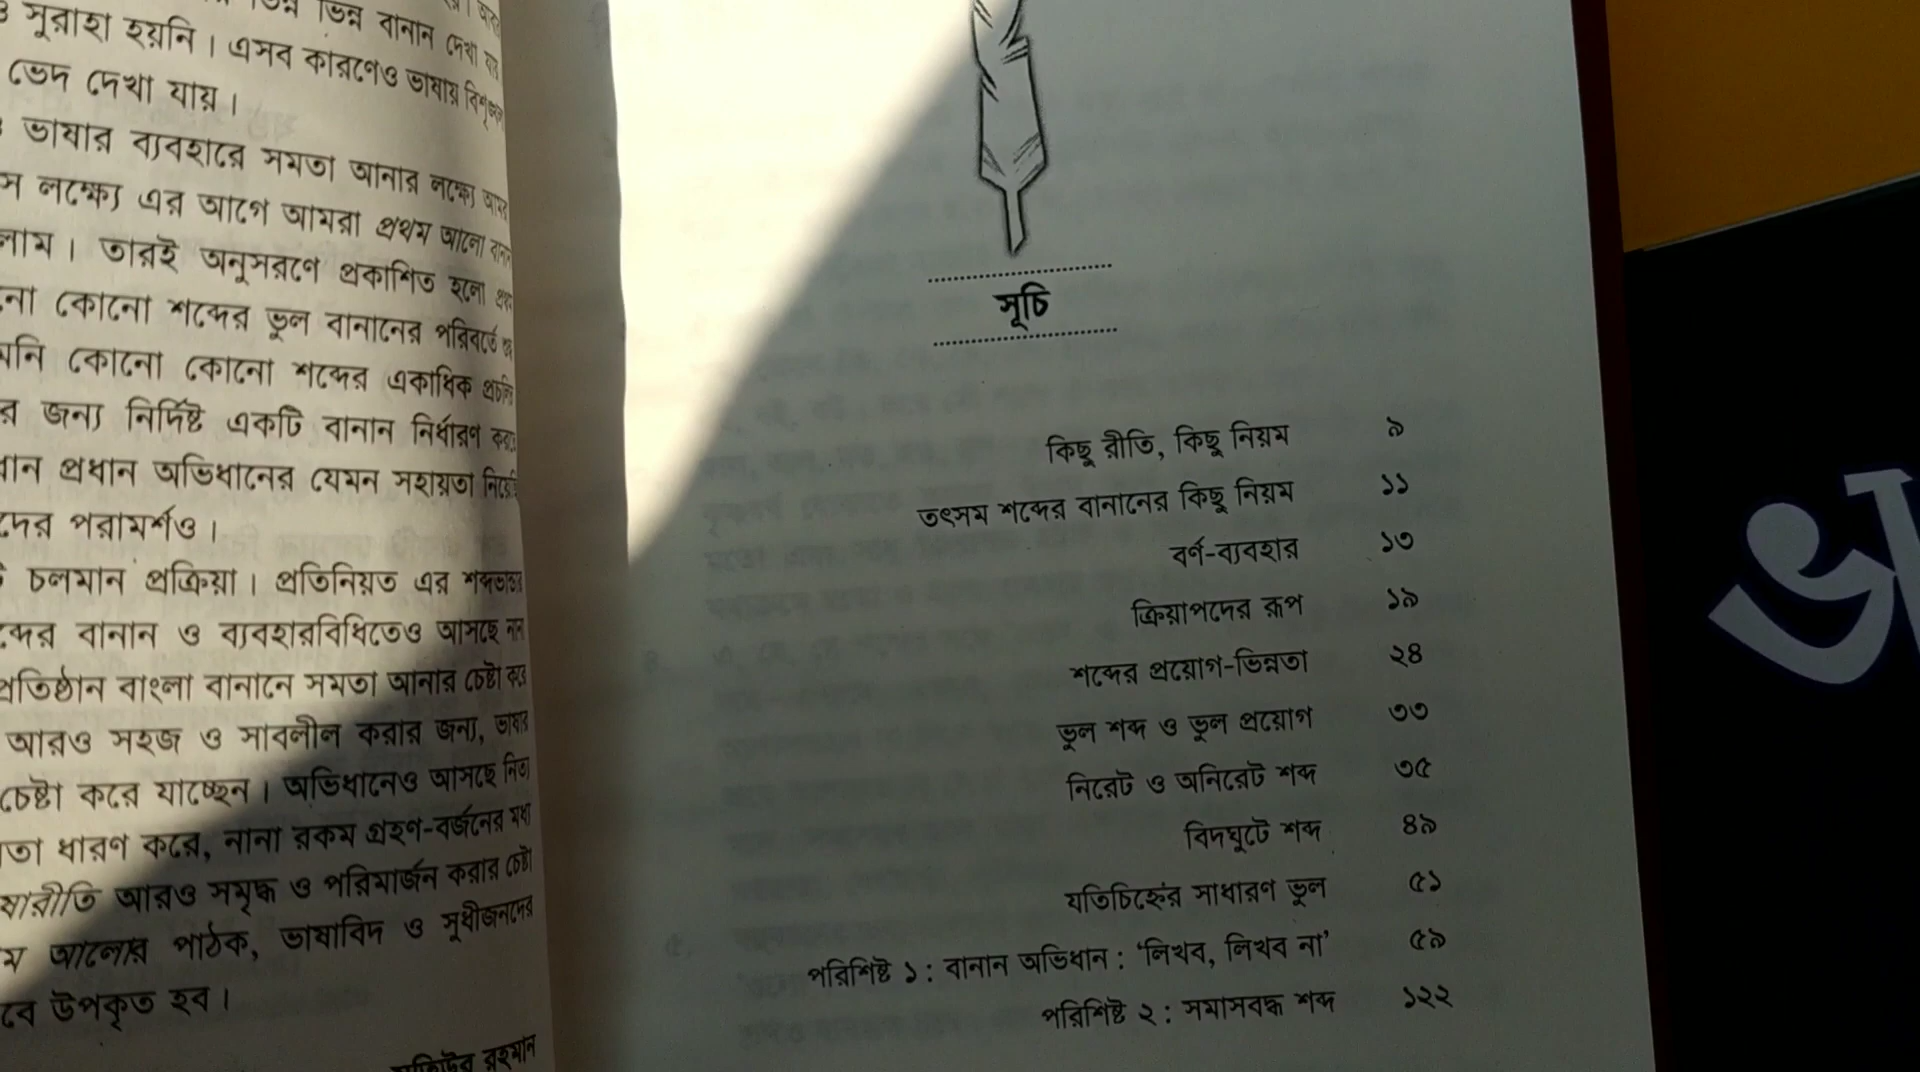 ভিন্ন ভিন্ন বানান দেখা যায়
সুরাহা হয়নি। এসব কারণেও ভাষায়
ভেদ দেখা যায়।
ভাষার ব্যবহারে সমতা আনার লক্ষ্যে
লক্ষ্যে এর আগে আমরা প্রথম আলো
তারই অনুসরণে প্রকাশিত হলো
কোনো শব্দের ভুল বানানের পরিবর্তে
কোনো কোনো শব্দের একাধিক
র জন্য নির্দিষ্ট একটি বানান নির্ধারণ
প্রধান অভিধানের যেমন সহায়তা
দের পরামর্শও।
চলমান প্রক্রিয়া। প্রতিনিয়ত এর
ব্দের বানান ও ব্যবহারবিধিতেও আসছে
প্রতিষ্ঠান বাংলা বানানে সমতা আনার চেষ্টা
আরও সহজ ও সাবলীল করার জন্য,
চেষ্টা করে যাচ্ছেন। অভিধানেও আসছে
তা ধারণ করে, নানা রকম গ্রহণ-বর্জনের
ষারীতি আরও সমৃদ্ধ ও পরিমার্জন করার চেষ্টা
ম আলোর পাঠক, ভাষাবিদ ও সুধীজনদের
বে উপকৃত হব।
মতিউর রহমান
সূচি
কিছু রীতি, কিছু নিয়ম ৯
তৎসম শব্দের বানানের কিছু নিয়ম ১১
বর্ণ-ব্যবহার ১৩
ক্রিয়াপদের রূপ ১৯
শব্দের প্রয়োগ-ভিন্নতা ২৪
ভুল শব্দ ও ভুল প্রয়োগ ৩৩
নিরেট ও অনিরেট শব্দ ৩৫
বিদঘুটে শব্দ ৪৯
যতিচিহ্নের সাধারণ ভুল ৫১
পরিশিষ্ট ১ : বানান অভিধান : ‘লিখব, লিখব না’ ৫৯
পরিশিষ্ট ২ : সমাসবদ্ধ শব্দ ১২২